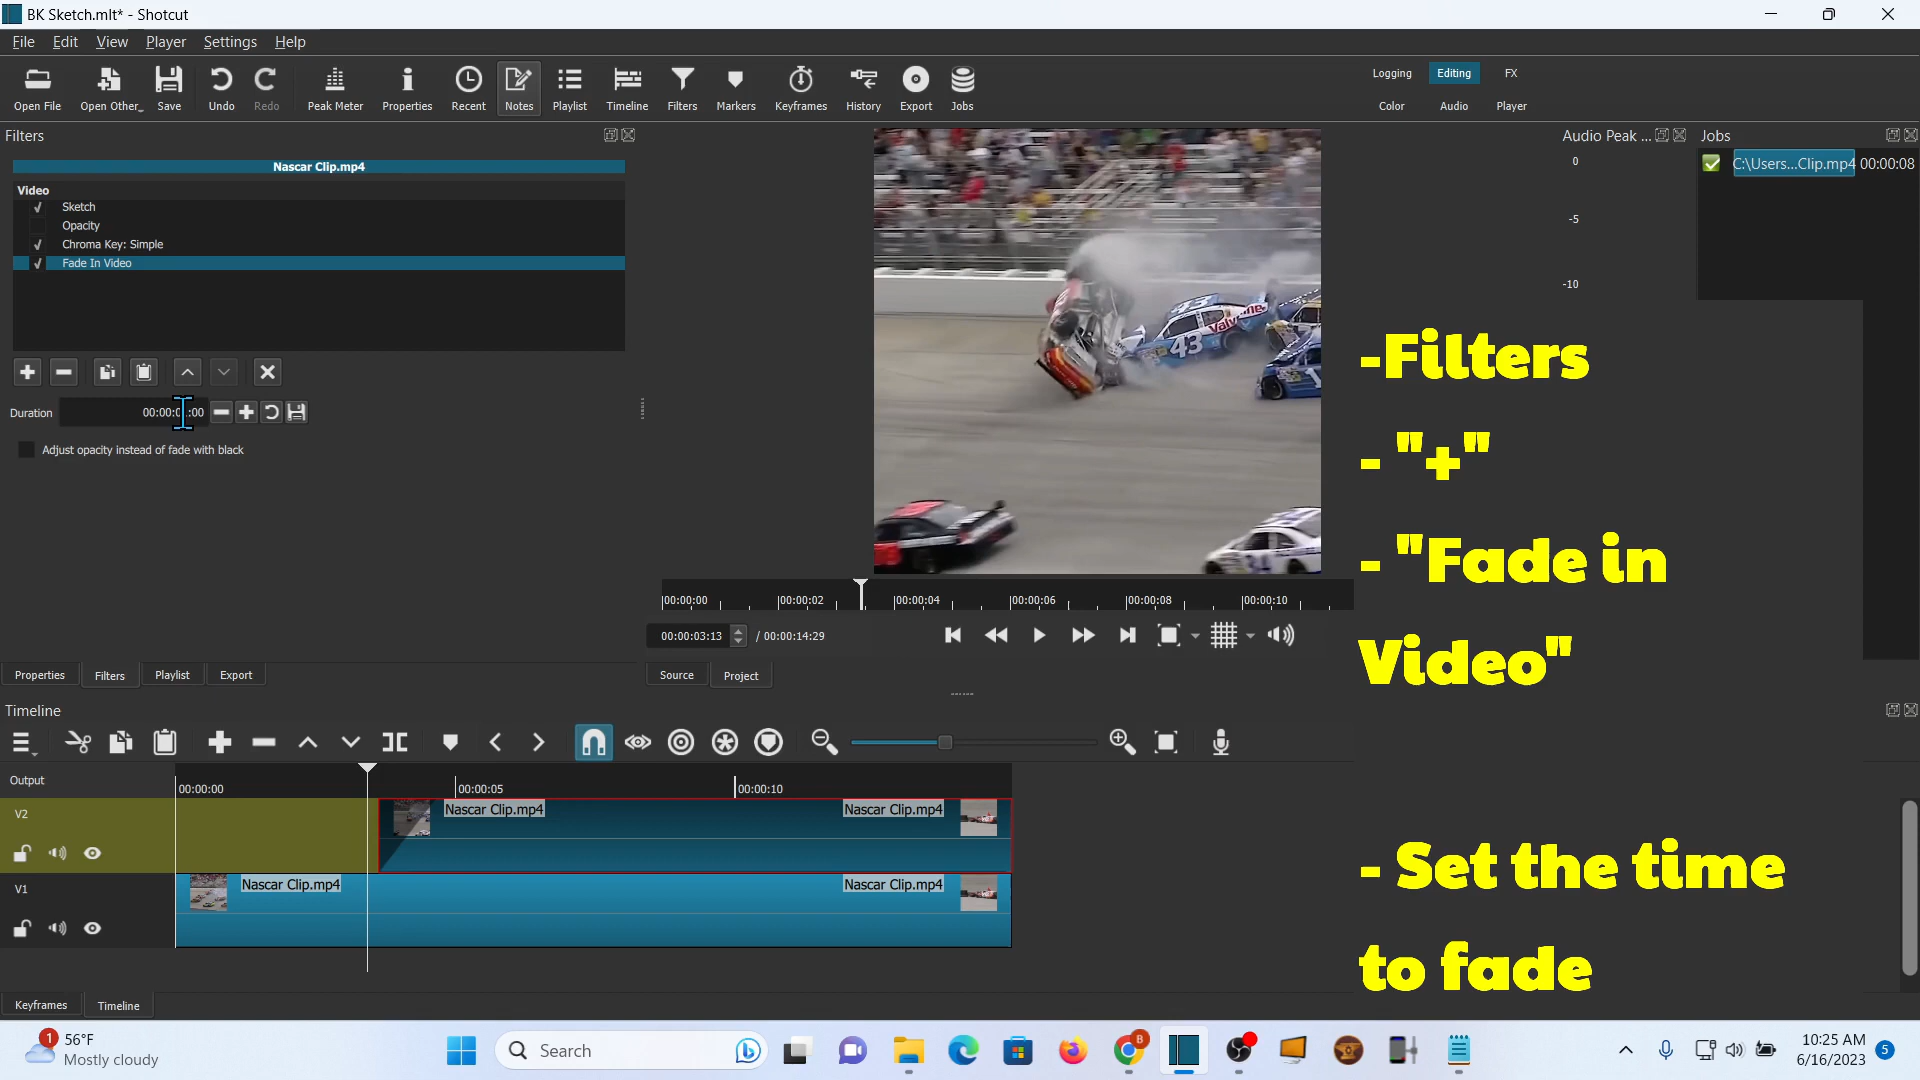 BK Sketch.mlt* - Shotcut
File Edit View Player Settings Help
Open File Open Other... Save Undo Redo Peak Meter Properties Recent Notes Playlist Timeline Filters Markers Keyframes History Export Jobs
Logging Editing FX
Color Audio Player
Filters
Nascar Clip.mp4
Video
Sketch
Opacity
Chroma Key: Simple
Fade In Video
Duration
Adjust opacity instead of fade with black
43
Valvoline
43
Audio Peak ...
0
-5
-10
Jobs
C:\Users...Clip.mp4 00:00:08
-Filters
- "+"
- "Fade in
Video"
- Set the time
to fade
00:00:00 00:00:02 00:00:04 00:00:06 00:00:08 00:00:10
00:00:03:13 / 00:00:14:29
Properties Filters Playlist Export
Source Project
Timeline
Output
00:00:00 00:00:05 00:00:10
V2
Nascar Clip.mp4 Nascar Clip.mp4
V1
Nascar Clip.mp4 Nascar Clip.mp4
Keyframes Timeline
1
56°F
Mostly cloudy
Search
B
10:25 AM
6/16/2023
5